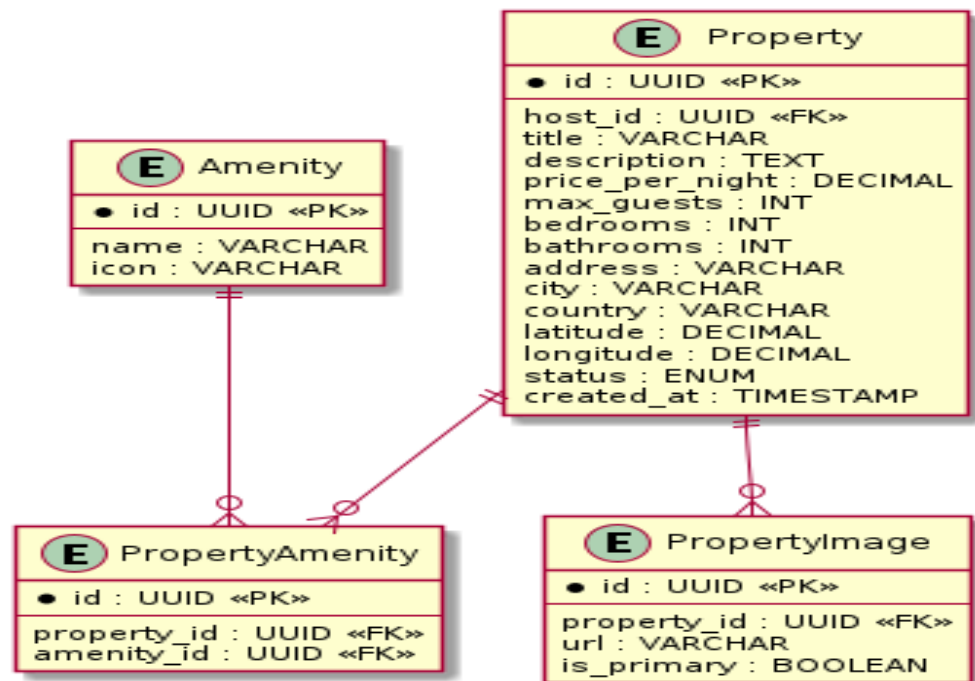 E Property
id : UUID «PK»
host_id : UUID «FK»
title : VARCHAR
description : TEXT
price_per_night : DECIMAL
max_guests : INT
bedrooms : INT
bathrooms : INT
address : VARCHAR
city : VARCHAR
country : VARCHAR
latitude : DECIMAL
longitude : DECIMAL
status : ENUM
created_at : TIMESTAMP
E Amenity
id : UUID «PK»
name : VARCHAR
icon : VARCHAR
E PropertyAmenity
id : UUID «PK»
property_id : UUID «FK»
amenity_id : UUID «FK»
E PropertyImage
id : UUID «PK»
property_id : UUID «FK»
url : VARCHAR
is_primary : BOOLEAN